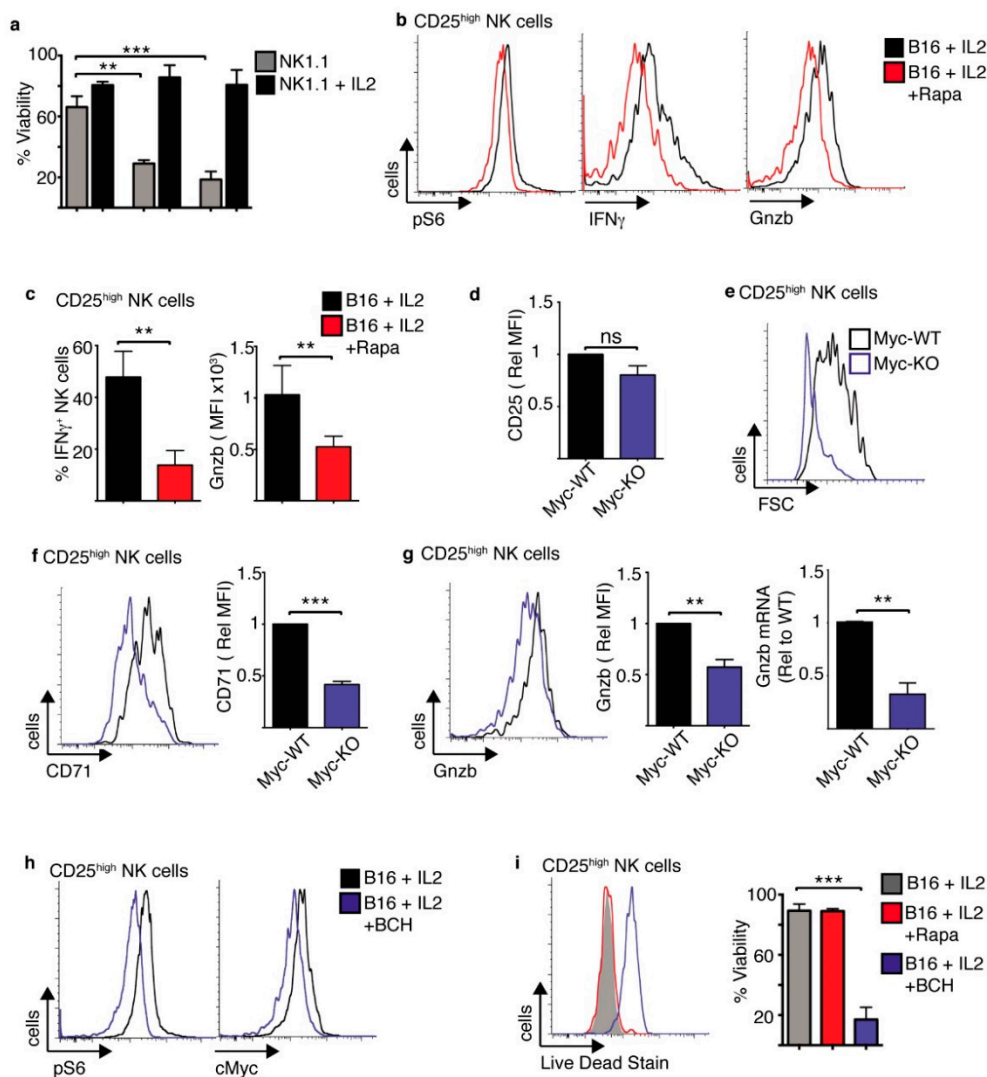 a
100
60
20
% Viability
***
**
NK1.1
NK1.1 + IL2
b
CD25high NK cells
B16 + IL2
B16 + IL2
+Rapa
cells
pS6
IFNγ
Gnzb
c
CD25high NK cells
B16 + IL2
B16 + IL2
+Rapa
% IFNγ+ NK cells
60
40
20
**
Gnzb ( MFI x10³)
1.5
1
0.5
**
d
CD25 ( Rel MFI)
1.5
1
0.5
ns
Myc-WT
Myc-KO
e CD25high NK cells
Myc-WT
Myc-KO
cells
FSC
f CD25high NK cells
cells
CD71
CD71 ( Rel MFI)
1.5
1
0.5
***
Myc-WT
Myc-KO
g CD25high NK cells
cells
Gnzb
Gnzb ( Rel MFI)
1.5
1
0.5
**
Myc-WT
Myc-KO
Gnzb mRNA
(Rel to WT)
1.5
1
0.5
**
Myc-WT
Myc-KO
h
CD25high NK cells
B16 + IL2
B16 + IL2
+BCH
cells
pS6
cMyc
i
CD25high NK cells
cells
Live Dead Stain
% Viability
100
60
20
***
B16 + IL2
B16 + IL2
+Rapa
B16 + IL2
+BCH